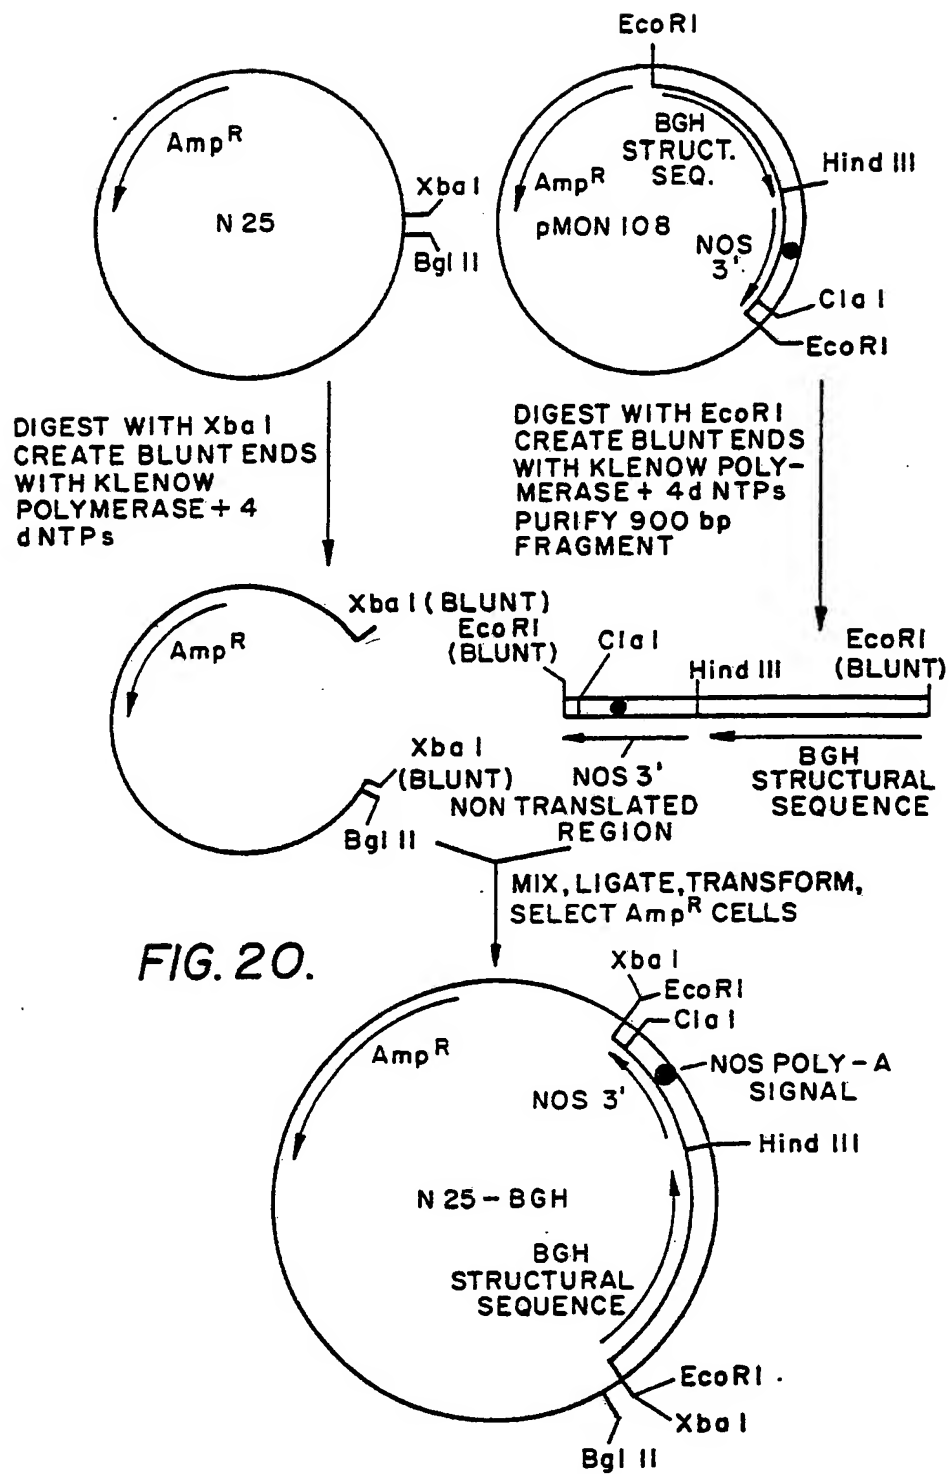 EcoRI
Amp^R
N 25
Xba I
Bgl II
BGH
STRUCT.
SEQ.
Hind III
Amp^R
pMON 108
NOS
3'
Cla I
EcoRI
DIGEST WITH Xba I
CREATE BLUNT ENDS
WITH KLENOW
POLYMERASE + 4
dNTPs
DIGEST WITH EcoRI
CREATE BLUNT ENDS
WITH KLENOW POLY-
MERASE + 4d NTPs
PURIFY 900 bp
FRAGMENT
Amp^R
Xba I (BLUNT)
EcoRI
(BLUNT)
Cla I
Hind III
EcoRI
(BLUNT)
Xba I
(BLUNT)
Bgl II
NOS 3'
NON TRANSLATED
REGION
BGH
STRUCTURAL
SEQUENCE
MIX, LIGATE, TRANSFORM,
SELECT Amp^R CELLS
FIG. 20.
Xba I
EcoRI
Cla I
Amp^R
NOS POLY-A
SIGNAL
NOS 3'
Hind III
N 25 - BGH
BGH
STRUCTURAL
SEQUENCE
EcoRI
Xba I
Bgl II